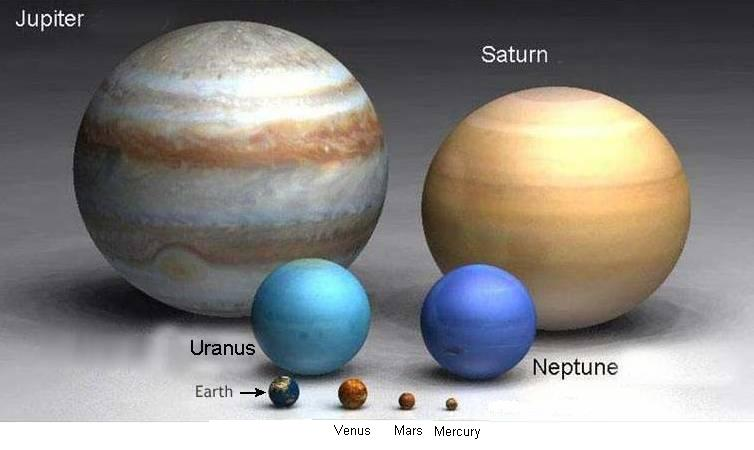 Jupiter
Saturn
Uranus
Neptune
Earth
Venus
Mars
Mercury